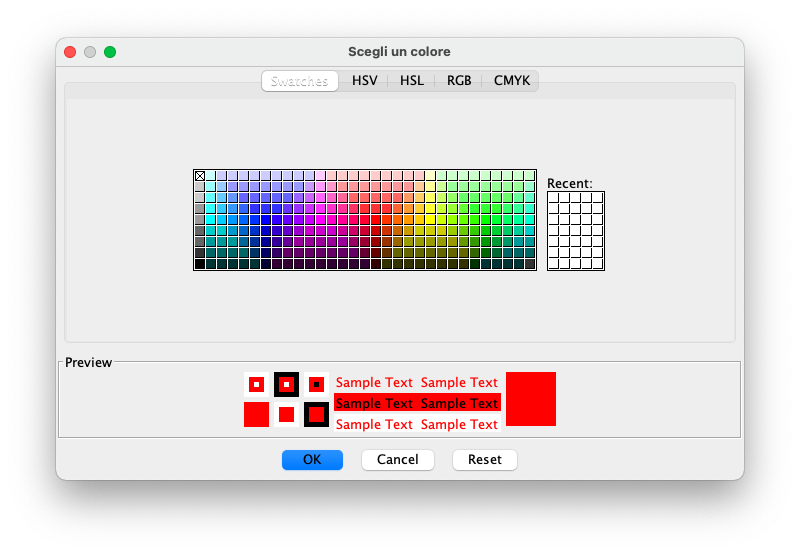 Scegli un colore
Swatches HSV HSL RGB CMYK
Recent:
Preview
Sample Text Sample Text
Sample Text Sample Text
Sample Text Sample Text
OK Cancel Reset